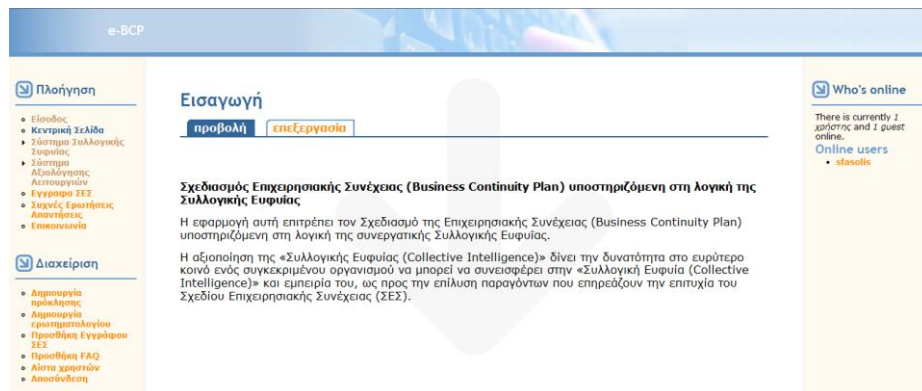 e-BCP
Πλοήγηση
Είσοδος
Κεντρική Σελίδα
Σύστημα Συλλογικής
Ευφυΐας
Σύστημα
Αξιολόγησης
Λειτουργιών
Εγγραφα ΣΕΣ
Συχνές Ερωτήσεις
Απαντήσεις
Επικοινωνία
Διαχείριση
Δημιουργία
πρόκλησης
Δημιουργία
ερωτηματολογίου
Προσθήκη Εγγράφου
ΣΕΣ
Προσθήκη FAQ
Λίστα χρηστών
Αποσύνδεση
Εισαγωγή
προβολή
επεξεργασία
Σχεδιασμός Επιχειρησιακής Συνέχειας (Business Continuity Plan) υποστηριζόμενη στη λογική της
Συλλογικής Ευφυΐας
Η εφαρμογή αυτή επιτρέπει τον Σχεδιασμό της Επιχειρησιακής Συνέχειας (Business Continuity Plan)
υποστηριζόμενη στη λογική της συνεργατικής Συλλογικής Ευφυΐας.
Η αξιοποίηση της «Συλλογικής Ευφυΐας (Collective Intelligence)» δίνει την δυνατότητα στο ευρύτερο
κοινό ενός συγκεκριμένου οργανισμού να μπορεί να συνεισφέρει στην «Συλλογική Ευφυΐα (Collective
Intelligence)» και εμπειρία του, ως προς την επίλυση παραγόντων που επηρεάζουν την επιτυχία του
Σχεδίου Επιχειρησιακής Συνέχειας (ΣΕΣ).
Who's online
There is currently 1
χρήστης and 1 guest
online.
Online users
sfasolis